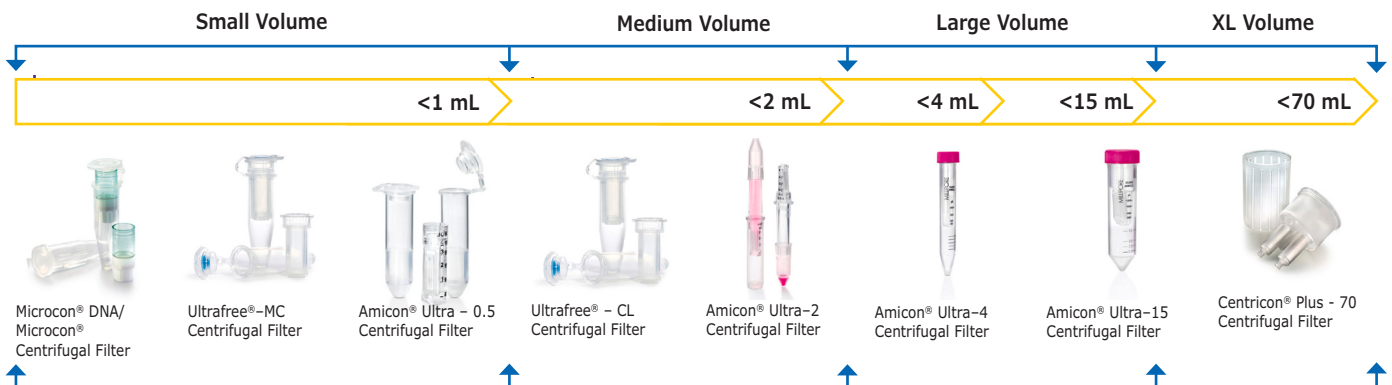 Small Volume
Medium Volume
Large Volume
XL Volume
<1 mL
<2 mL
<4 mL
<15 mL
<70 mL
Microcon® DNA/
Microcon®
Centrifugal Filter
Ultrafree®–MC
Centrifugal Filter
Amicon® Ultra – 0.5
Centrifugal Filter
Ultrafree® – CL
Centrifugal Filter
Amicon® Ultra–2
Centrifugal Filter
Amicon® Ultra–4
Centrifugal Filter
Amicon® Ultra–15
Centrifugal Filter
Centricon® Plus - 70
Centrifugal Filter